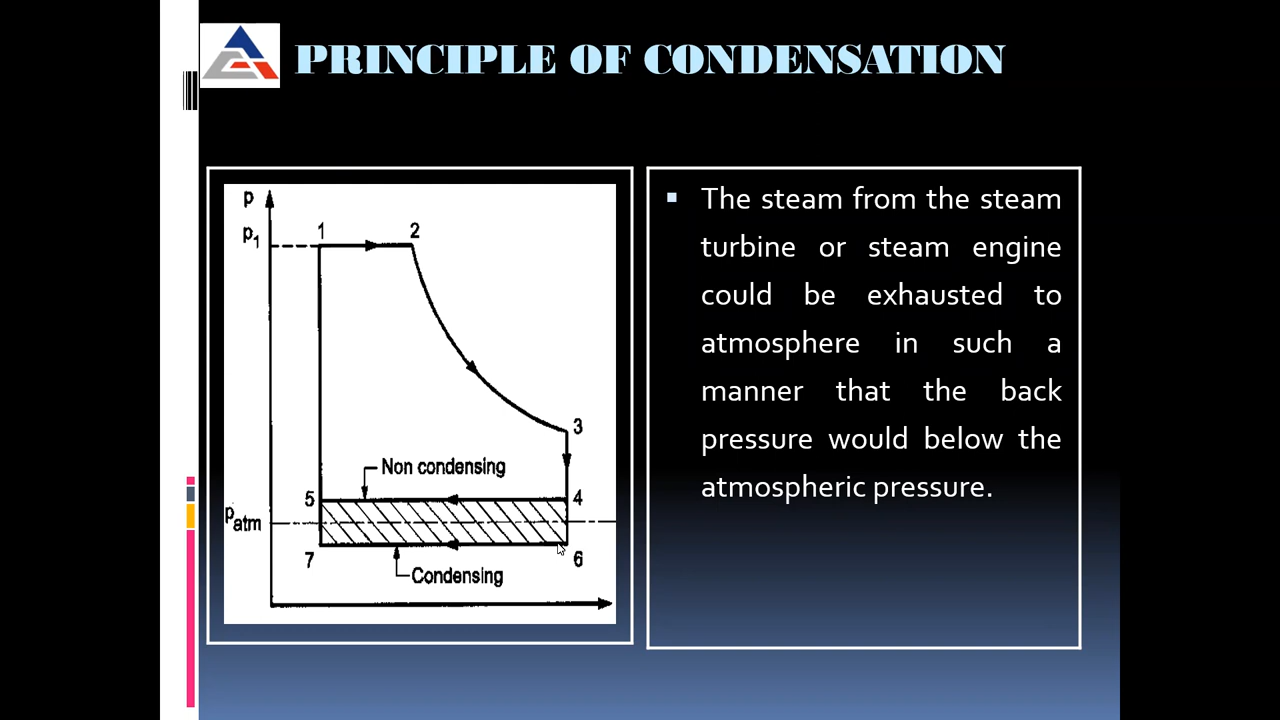 PRINCIPLE OF CONDENSATION
p
p1
1
2
3
Non condensing
5
4
Patm
7
6
Condensing
▪ The steam from the steam
turbine or steam engine
could be exhausted to
atmosphere in such a
manner that the back
pressure would below the
atmospheric pressure.